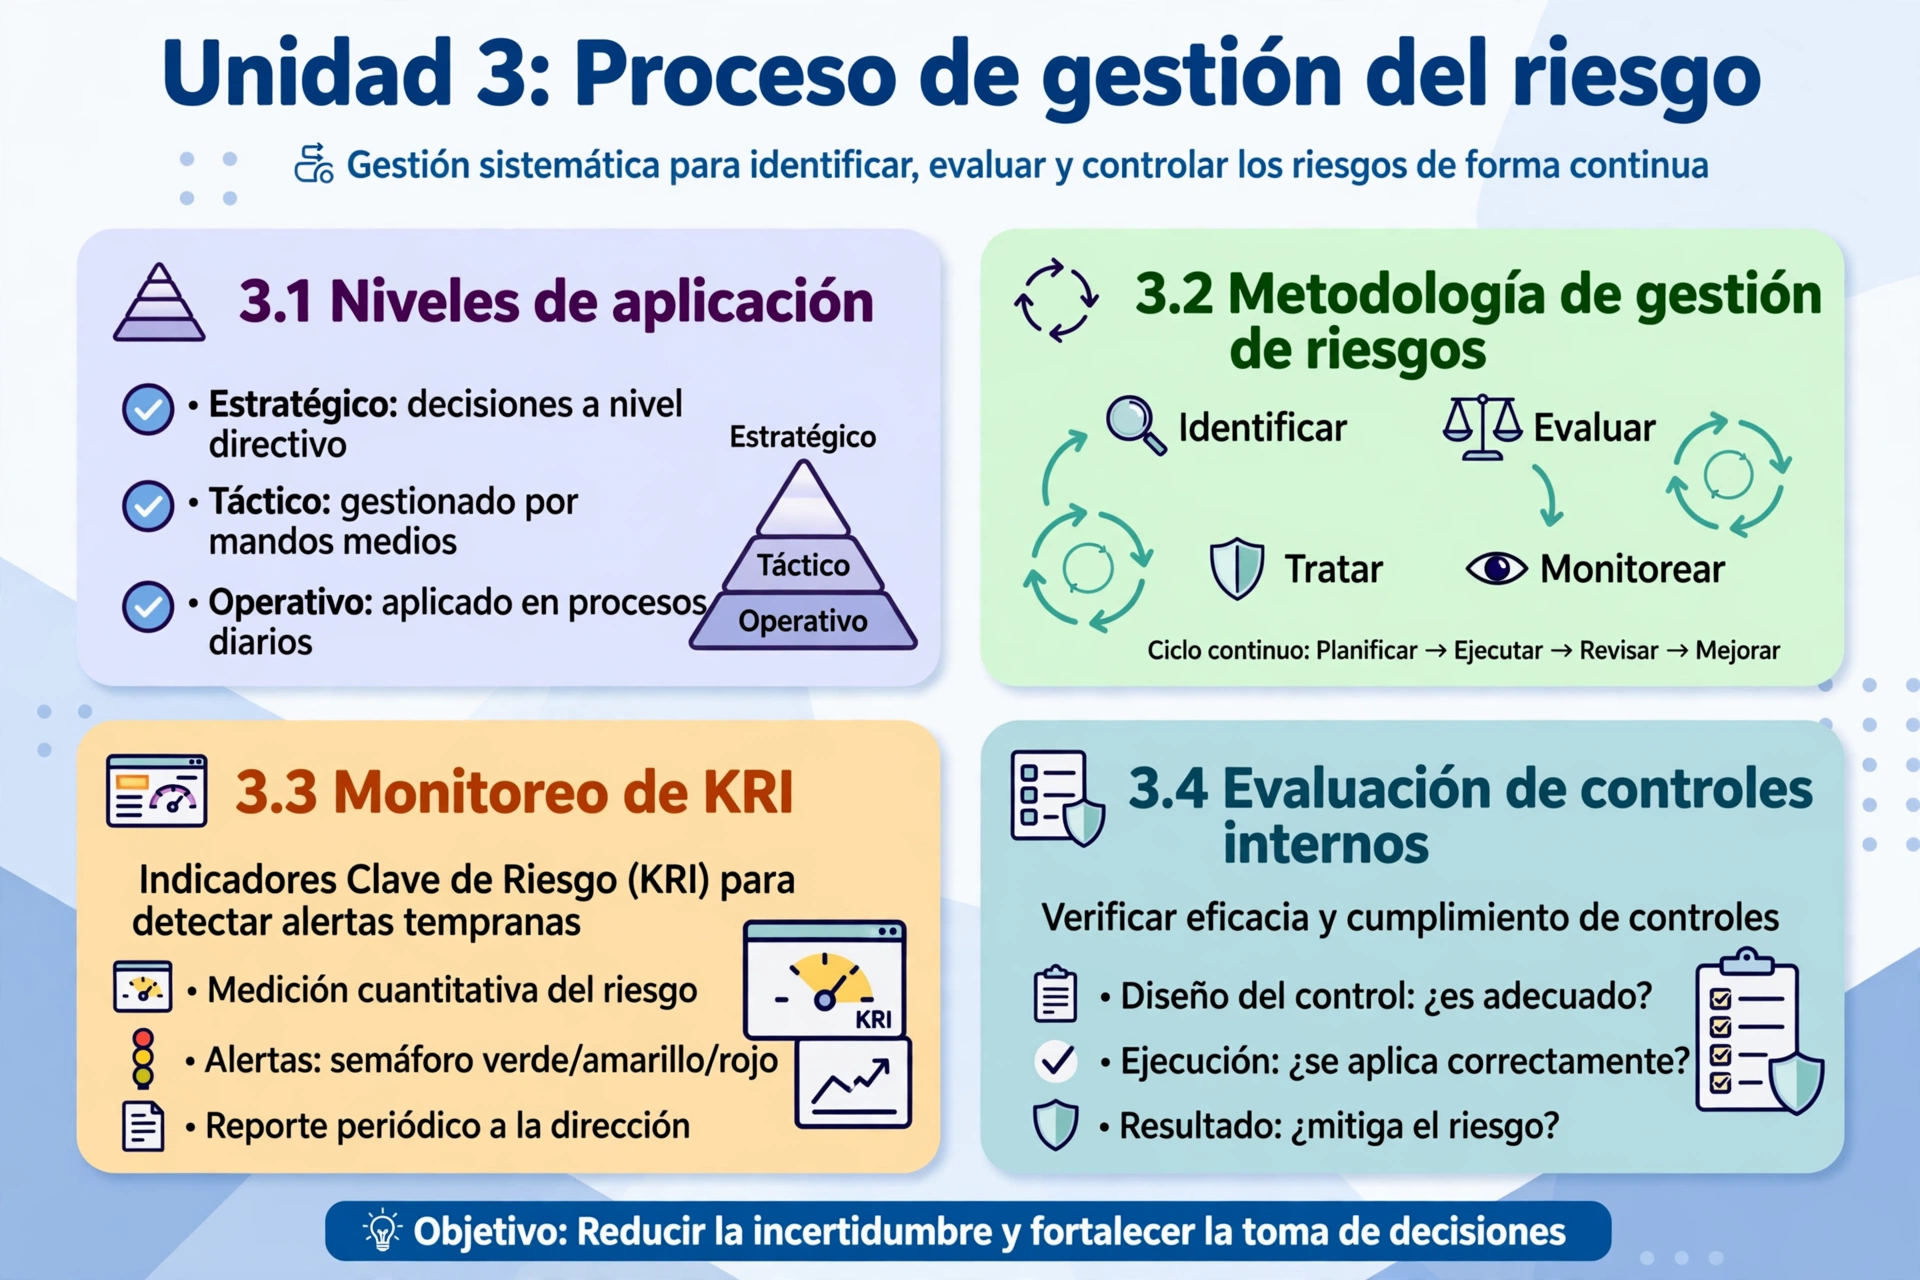 Unidad 3: Proceso de gestión del riesgo
Gestión sistemática para identificar, evaluar y controlar los riesgos de forma continua
3.1 Niveles de aplicación
• Estratégico: decisiones a nivel
directivo
• Táctico: gestionado por
mandos medios
• Operativo: aplicado en procesos
diarios
Estratégico
Táctico
Operativo
3.2 Metodología de gestión
de riesgos
Identificar
Evaluar
Tratar
Monitorear
Ciclo continuo: Planificar → Ejecutar → Revisar → Mejorar
3.3 Monitoreo de KRI
Indicadores Clave de Riesgo (KRI) para
detectar alertas tempranas
• Medición cuantitativa del riesgo
• Alertas: semáforo verde/amarillo/rojo
• Reporte periódico a la dirección
KRI
3.4 Evaluación de controles
internos
Verificar eficacia y cumplimiento de controles
• Diseño del control: ¿es adecuado?
• Ejecución: ¿se aplica correctamente?
• Resultado: ¿mitiga el riesgo?
Objetivo: Reducir la incertidumbre y fortalecer la toma de decisiones